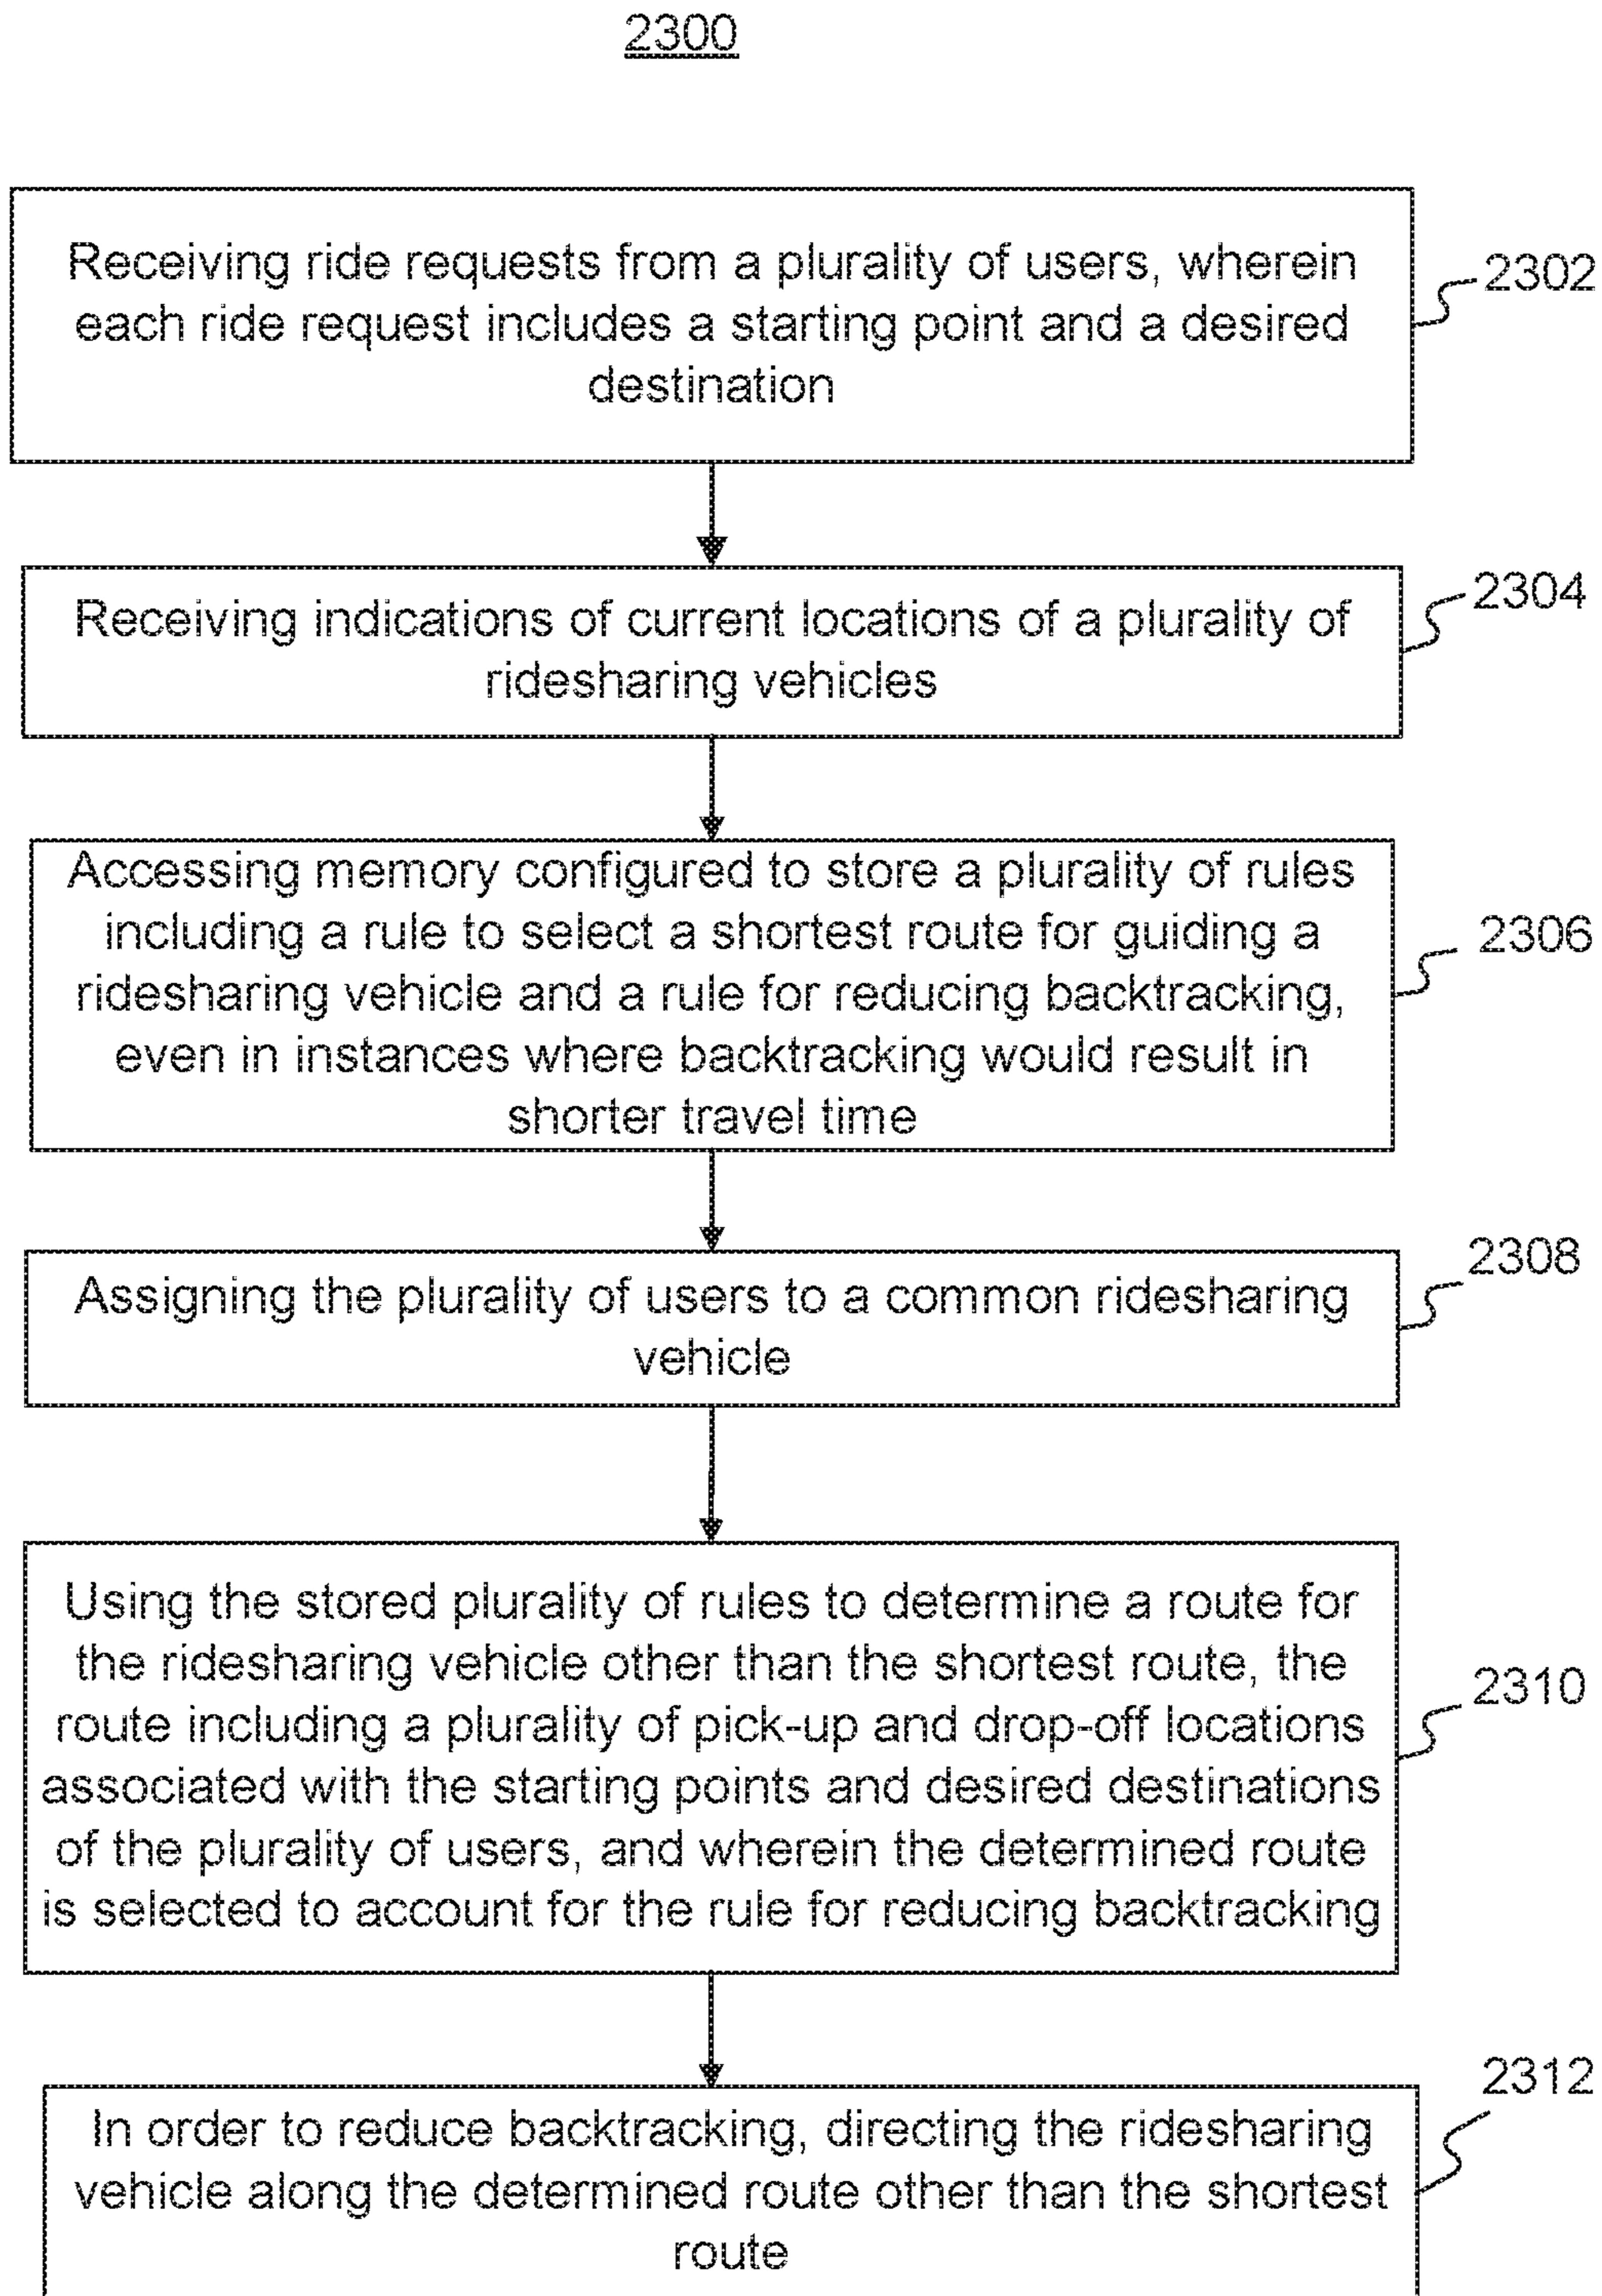 2300
Receiving ride requests from a plurality of users, wherein
each ride request includes a starting point and a desired
destination
2302
Receiving indications of current locations of a plurality of
ridesharing vehicles
2304
Accessing memory configured to store a plurality of rules
including a rule to select a shortest route for guiding a
ridesharing vehicle and a rule for reducing backtracking,
even in instances where backtracking would result in
shorter travel time
2306
Assigning the plurality of users to a common ridesharing
vehicle
2308
Using the stored plurality of rules to determine a route for
the ridesharing vehicle other than the shortest route, the
route including a plurality of pick-up and drop-off locations
associated with the starting points and desired destinations
of the plurality of users, and wherein the determined route
is selected to account for the rule for reducing backtracking
2310
In order to reduce backtracking, directing the ridesharing
vehicle along the determined route other than the shortest
route
2312